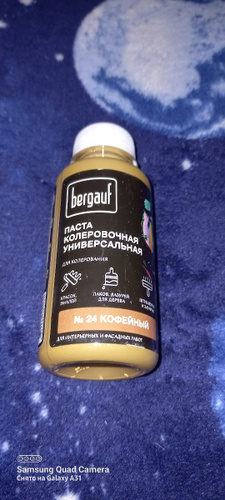 bergauf
ПАСТА
КОЛЕРОВОЧНАЯ
УНИВЕРСАЛЬНАЯ
ДЛЯ КОЛЕРОВАНИЯ
КРАСОК,
ЭМАЛЕЙ
ЛАКОВ, ЛАЗУРЕЙ
ДЛЯ ДЕРЕВА
№ 24 КОФЕЙНЫЙ
ДЛЯ ИНТЕРЬЕРНЫХ И ФАСАДНЫХ РАБОТ
Samsung Quad Camera
Снято на Galaxy A31